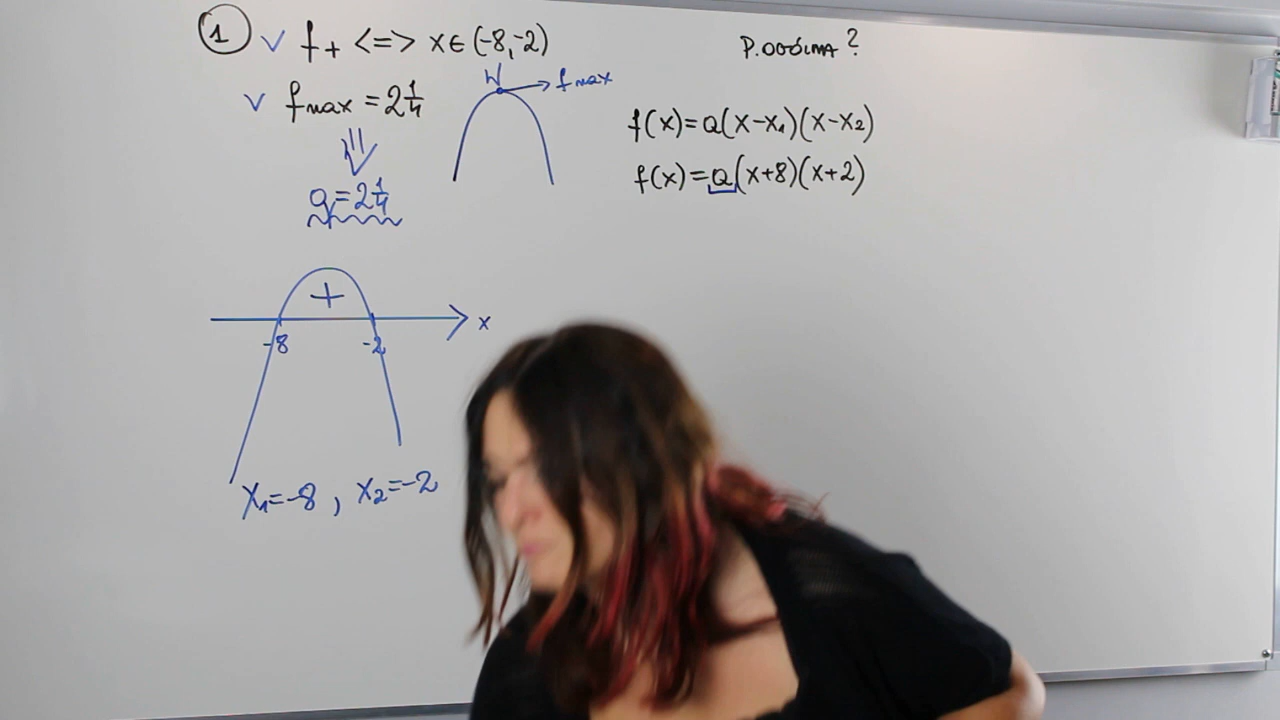 1 V f+ <=> x∈(-8,-2)
V fmax = 2 1/4
q=2 1/4
W
fmax
P.OGÓLNA?
f(x)=a(x-x₁)(x-x₂)
f(x)=a(x+8)(x+2)
+
x
-8 -2
x₁=-8, x₂=-2